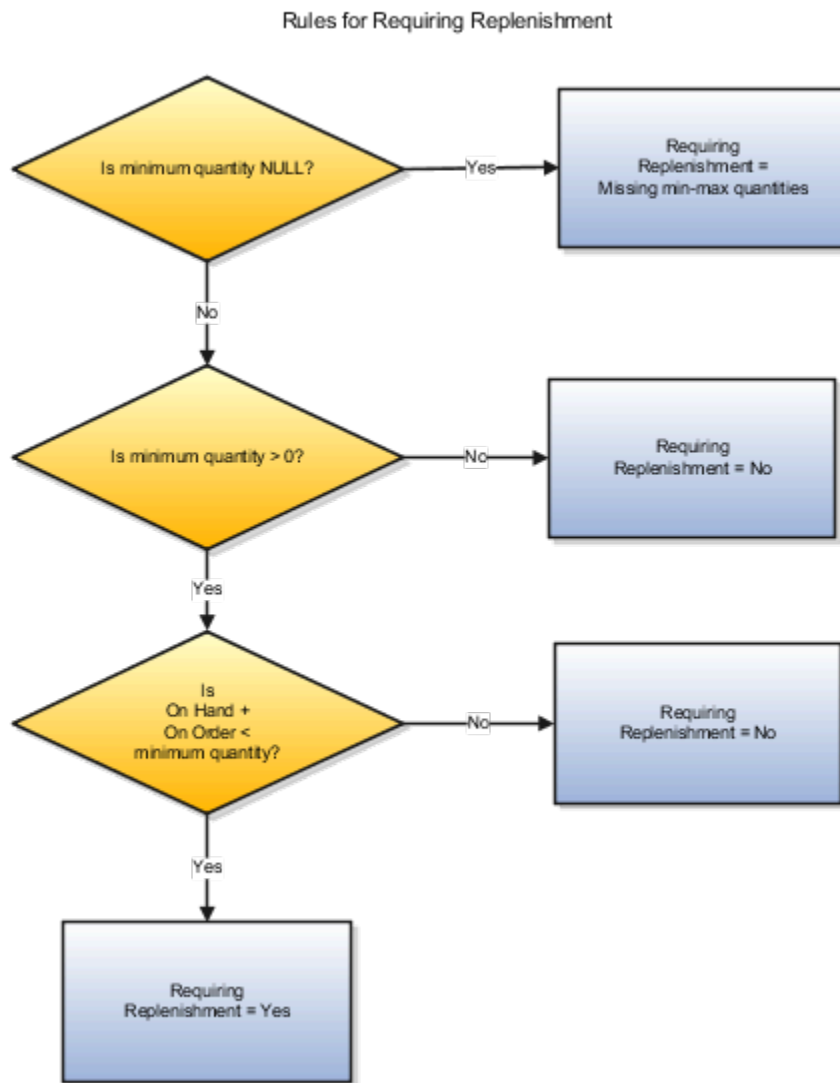 Rules for Requiring Replenishment
Is minimum quantity NULL?
Yes
Requiring
Replenishment =
Missing min-max quantities
No
Is minimum quantity > 0?
No
Requiring
Replenishment = No
Yes
Is
On Hand +
On Order <
minimum quantity?
No
Requiring
Replenishment = No
Yes
Requiring
Replenishment = Yes